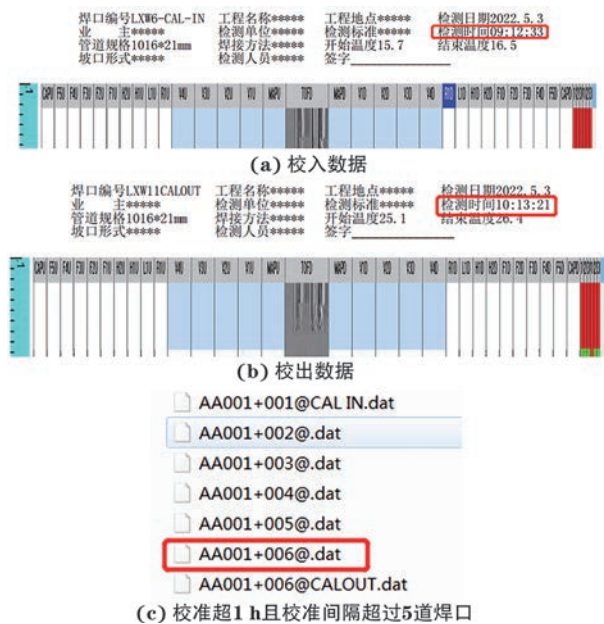 焊口编号LXW6-CAL-IN 工程名称***** 工程地点***** 检测日期2022.5.3
业 主***** 检测单位***** 检测标准***** 检测时间09:12:33
管道规格1016*21mm 焊接方法***** 开始温度15.7 结束温度16.5
坡口形式***** 检测人员***** 签字
(a) 校入数据
焊口编号LXW11CALOUT 工程名称***** 工程地点***** 检测日期2022.5.3
业 主***** 检测单位***** 检测标准***** 检测时间10:13:21
管道规格1016*21mm 焊接方法***** 开始温度25.1 结束温度26.4
坡口形式***** 检测人员***** 签字
(b) 校出数据
AA001+001@CAL IN.dat
AA001+002@.dat
AA001+003@.dat
AA001+004@.dat
AA001+005@.dat
AA001+006@.dat
AA001+006@CALOUT.dat
(c) 校准超1 h且校准间隔超过5道焊口